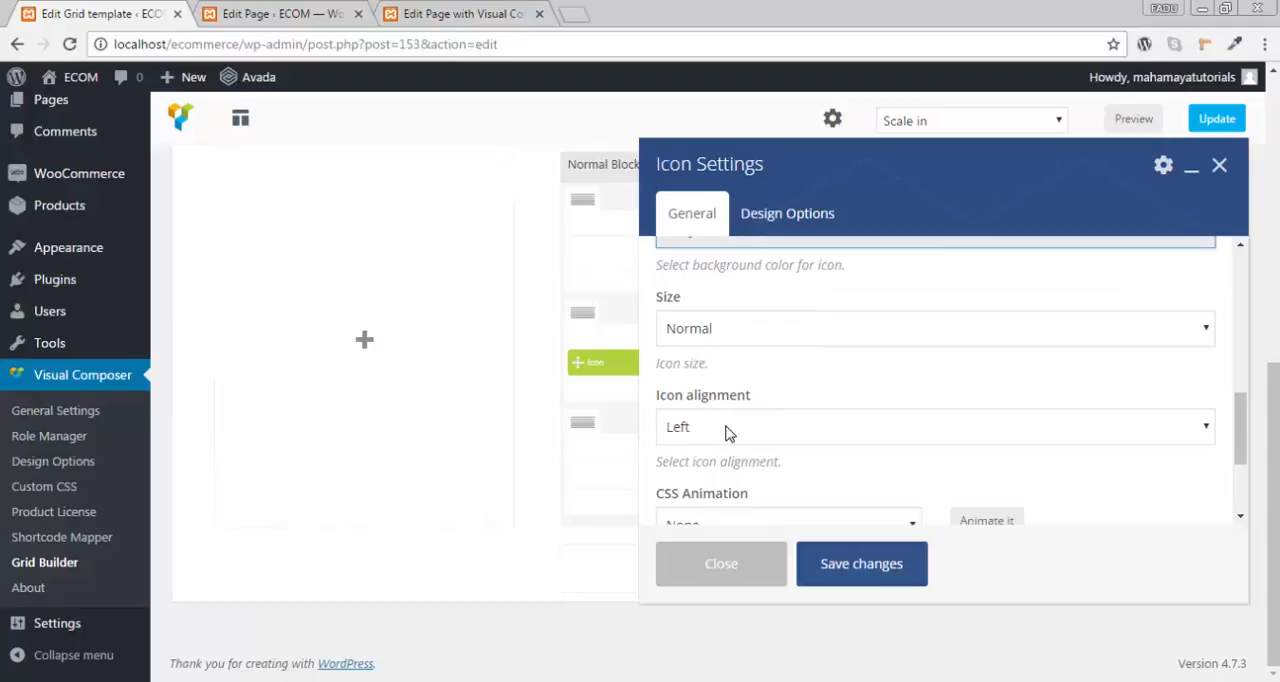 Edit Grid template ‹ ECO
Edit Page ‹ ECOM — Wo
Edit Page with Visual Co
FADU
localhost/ecommerce/wp-admin/post.php?post=153&action=edit
ECOM
0
New
Avada
Howdy, mahamayatutorials
Pages
Comments
WooCommerce
Products
Appearance
Plugins
Users
Tools
Visual Composer
General Settings
Role Manager
Design Options
Custom CSS
Product License
Shortcode Mapper
Grid Builder
About
Settings
Collapse menu
Scale in
Preview
Update
Normal Block
Icon
Icon Settings
General
Design Options
Select background color for icon.
Size
Normal
Icon size.
Icon alignment
Left
Select icon alignment.
CSS Animation
None
Animate it
Close
Save changes
Thank you for creating with WordPress.
Version 4.7.3